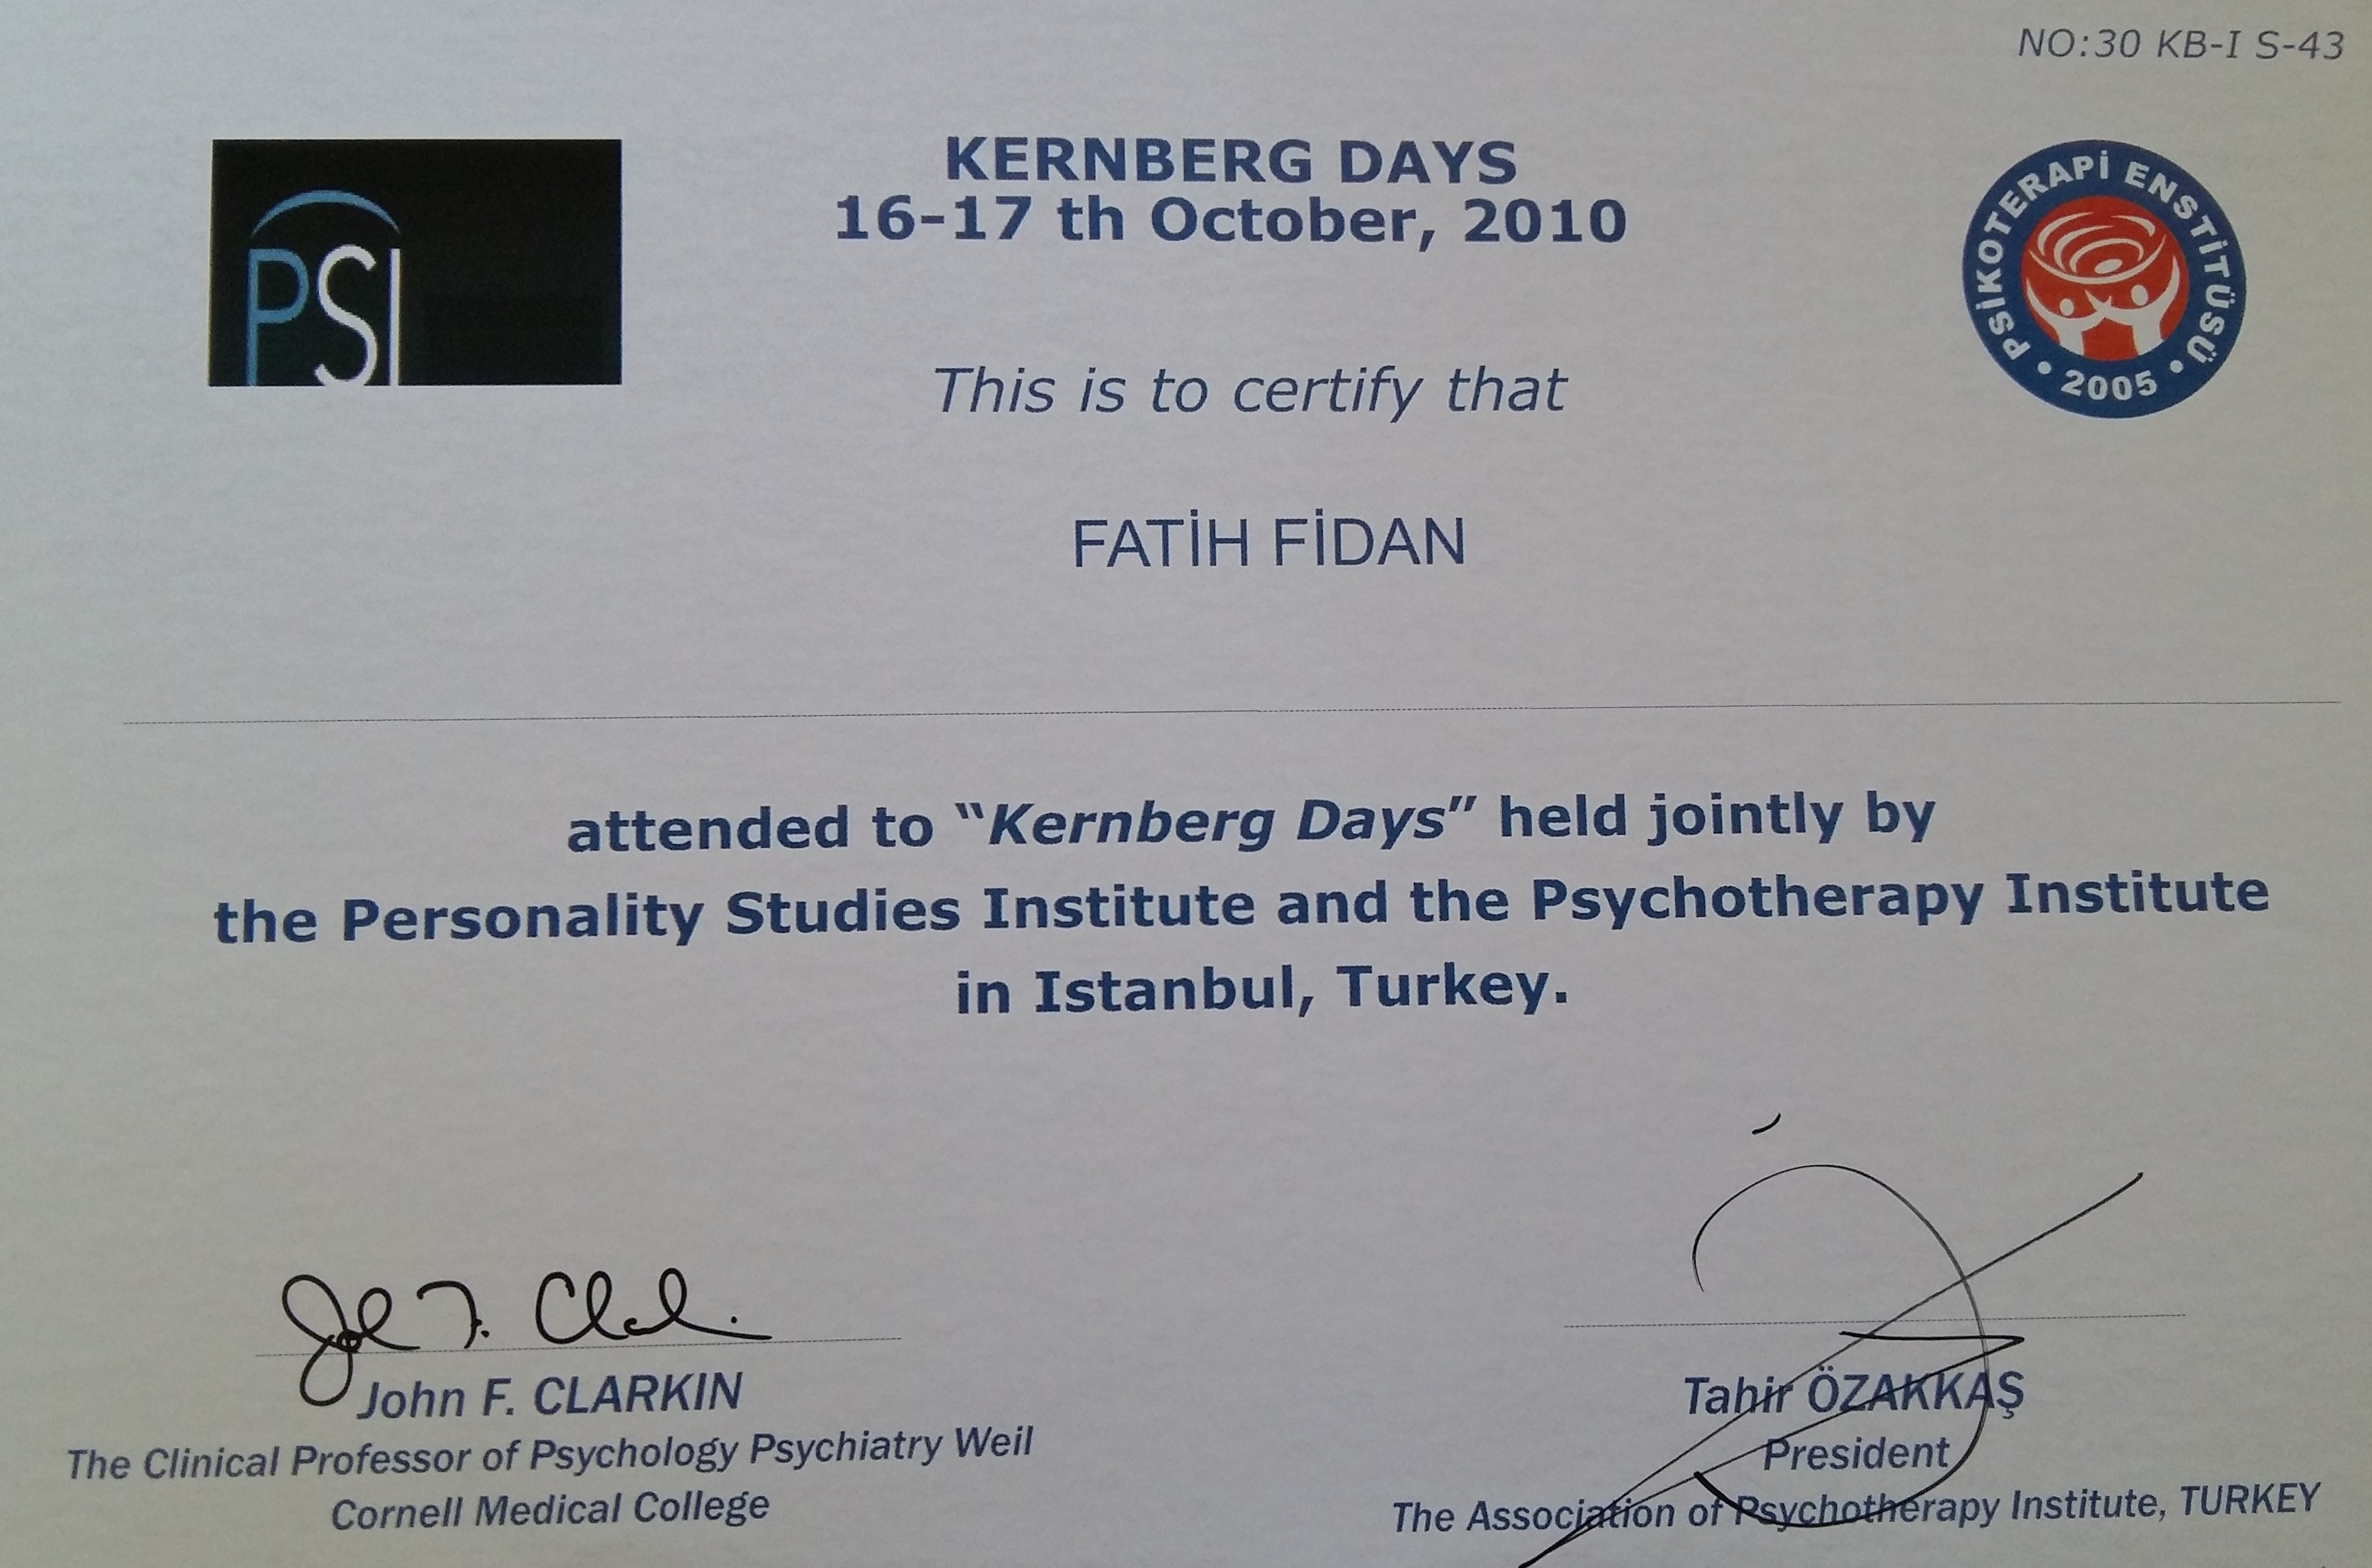 NO:30 KB-I S-43
PSI
KERNBERG DAYS
16-17 th October, 2010
PSİKOTERAPİ ENSTİTÜSÜ
• 2005 •
This is to certify that
FATİH FİDAN
attended to “Kernberg Days” held jointly by
the Personality Studies Institute and the Psychotherapy Institute
in Istanbul, Turkey.
John F. Clarkin
John F. CLARKIN
The Clinical Professor of Psychology Psychiatry Weil
Cornell Medical College
Tahir ÖZAKKAŞ
President
The Association of Psychotherapy Institute, TURKEY